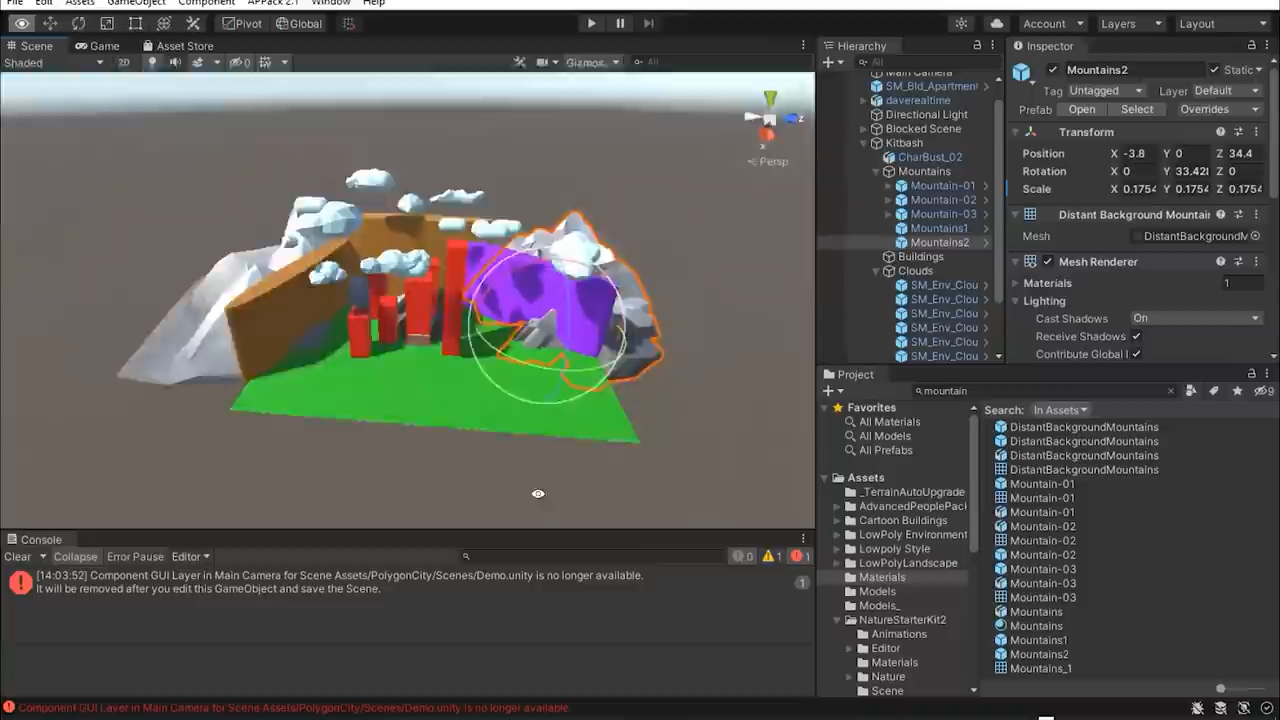 File Edit Assets GameObject Component APPack 2.1 Window Help
Pivot Global Account Layers Layout
Scene Game Asset Store
Shaded 2D 0 Gizmos All
Persp
y
x
z
Hierarchy
All
Main Camera
SM_Bld_Apartment
daverealtime
Directional Light
Blocked Scene
Kitbash
CharBust_02
Mountains
Mountain-01
Mountain-02
Mountain-03
Mountains1
Mountains2
Buildings
Clouds
SM_Env_Clou
SM_Env_Clou
SM_Env_Clou
SM_Env_Clou
SM_Env_Clou
SM_Env_Clou
Inspector
Mountains2 Static
Tag Untagged Layer Default
Prefab Open Select Overrides
Transform
Position X -3.8 Y 0 Z 34.4
Rotation X 0 Y 33.428 Z 0
Scale X 0.1754 Y 0.1754 Z 0.1754
Distant Background Mountain
Mesh DistantBackgroundM
Mesh Renderer
Materials 1
Lighting
Cast Shadows On
Receive Shadows
Contribute Global I
Project
mountain 9
Favorites
All Materials
All Models
All Prefabs
Assets
_TerrainAutoUpgrade
AdvancedPeoplePack
Cartoon Buildings
LowPoly Environment
Lowpoly Style
LowPolyLandscape
Materials
Models
Models_
NatureStarterKit2
Animations
Editor
Materials
Nature
Scene
Search: In Assets
DistantBackgroundMountains
DistantBackgroundMountains
DistantBackgroundMountains
DistantBackgroundMountains
Mountain-01
Mountain-01
Mountain-01
Mountain-02
Mountain-02
Mountain-02
Mountain-03
Mountain-03
Mountain-03
Mountains
Mountains
Mountains1
Mountains2
Mountains_1
Console
Clear Collapse Error Pause Editor 0 1 1
[14:03:52] Component GUI Layer in Main Camera for Scene Assets/PolygonCity/Scenes/Demo.unity is no longer available.
It will be removed after you edit this GameObject and save the Scene.
1
Component GUI Layer in Main Camera for Scene Assets/PolygonCity/Scenes/Demo.unity is no longer available.